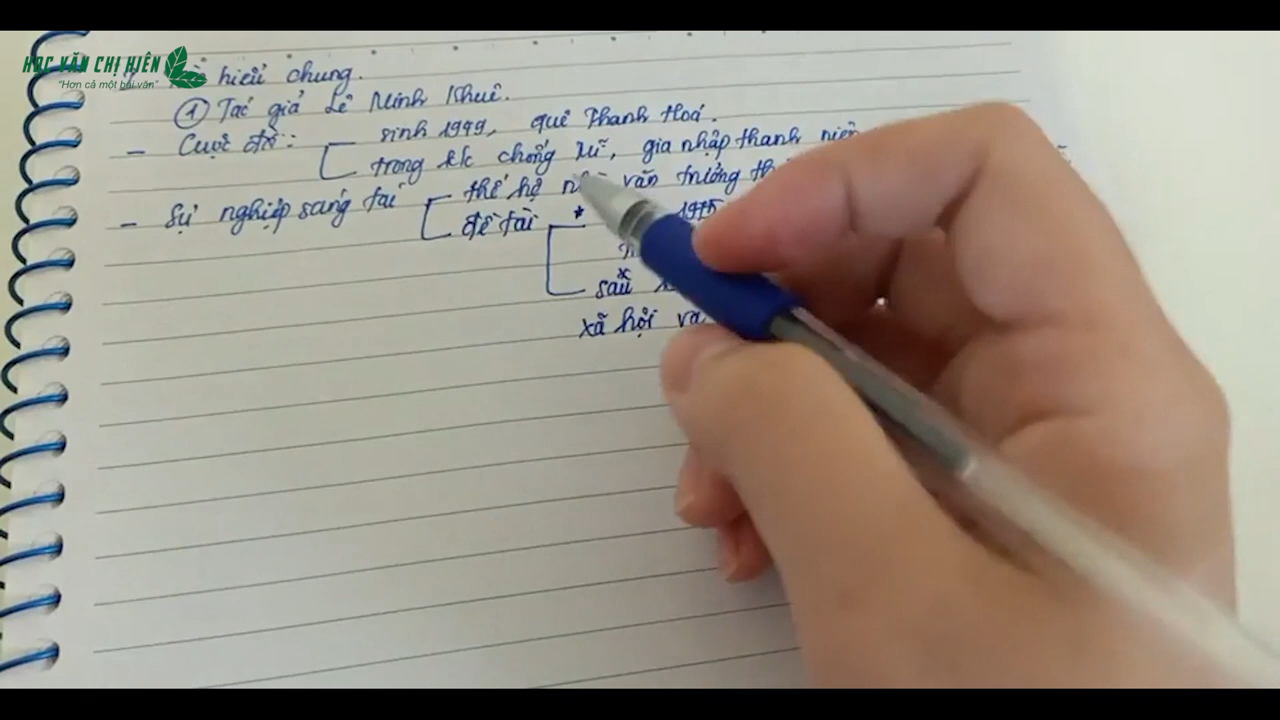 HỌC VĂN CHỊ HIÊN
"Hơn cả một bài văn"
hiểu chung.
① Tác giả Lê Minh Khuê.
- Cuộc đời: sinh 1949, quê Thanh Hoá.
trong k/c chống Mĩ, gia nhập thanh niên
- Sự nghiệp sáng tác thế hệ nhà văn trưởng
đề tài * 1975
sau
xã hội và